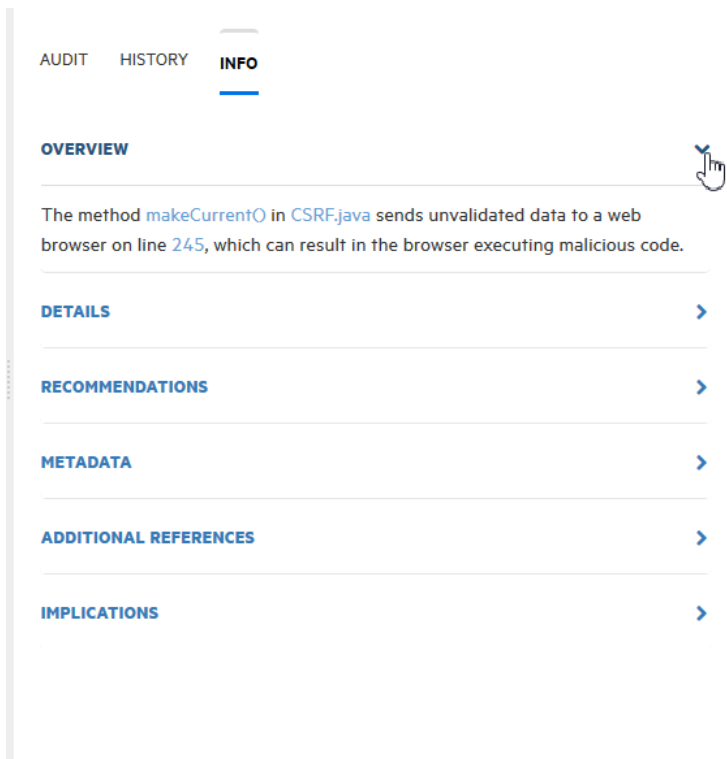 AUDIT HISTORY INFO
OVERVIEW
The method makeCurrent() in CSRF.java sends unvalidated data to a web
browser on line 245, which can result in the browser executing malicious code.
DETAILS
RECOMMENDATIONS
METADATA
ADDITIONAL REFERENCES
IMPLICATIONS